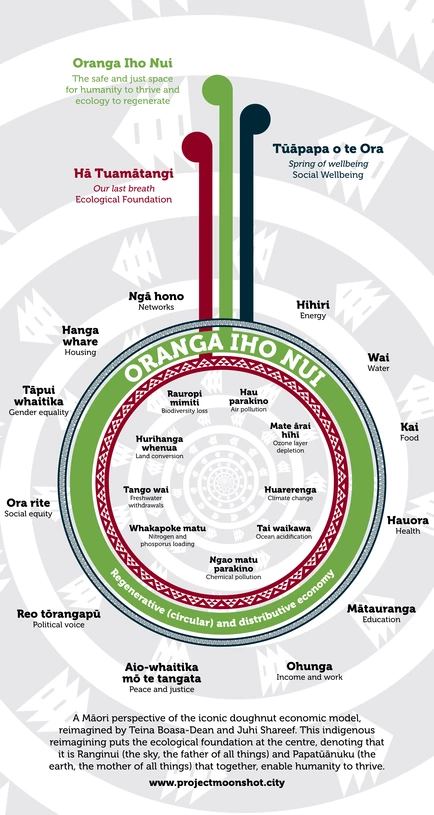 Oranga Iho Nui
The safe and just space
for humanity to thrive and
ecology to regenerate
Tūāpapa o te Ora
Spring of wellbeing
Social Wellbeing
Hā Tuamātangi
Our last breath
Ecological Foundation
Ngā hono
Networks
Hihiri
Energy
Hanga
whare
Housing
ORANGA IHO NUI
Wai
Water
Tāpui
whaitika
Gender equality
Rauropi
mimiti
Biodiversity loss
Hau
parakino
Air pollution
Kai
Food
Hurihanga
whenua
Land conversion
Mate ārai
hihi
Ozone layer
depletion
Ora rite
Social equity
Tango wai
Freshwater
withdrawals
Huarerenga
Climate change
Hauora
Health
Whakapoke matu
Nitrogen and
phosporus loading
Tai waikawa
Ocean acidification
Ngao matu
parakino
Chemical pollution
Regenerative (circular) and distributive economy
Reo tōrangapū
Political voice
Mātauranga
Education
Aio-whaitika
mō te tangata
Peace and justice
Ohunga
Income and work
A Māori perspective of the iconic doughnut economic model,
reimagined by Teina Boasa-Dean and Juhi Shareef. This indigenous
reimagining puts the ecological foundation at the centre, denoting that
it is Ranginui (the sky, the father of all things) and Papatūānuku (the
earth, the mother of all things) that together, enable humanity to thrive.
www.projectmoonshot.city